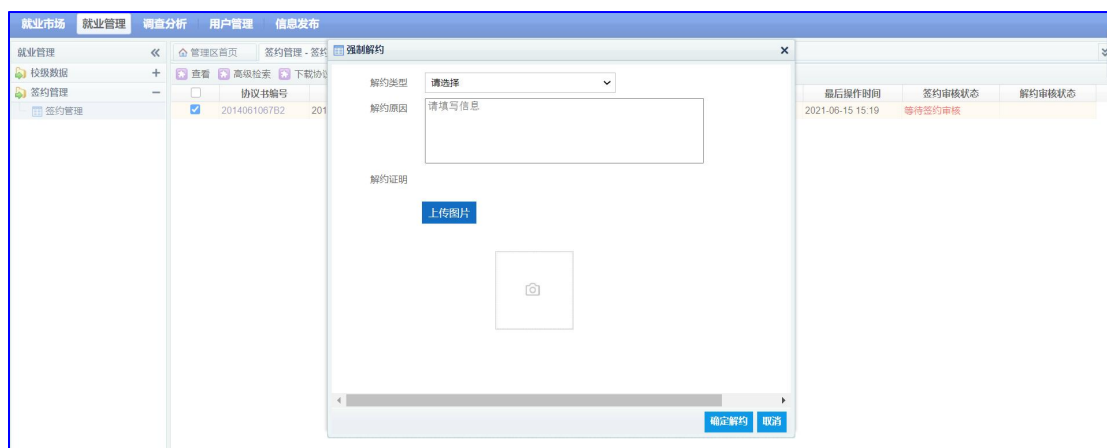 就业市场 就业管理 调查分析 用户管理 信息发布
就业管理
管理区首页 签约管理 - 签约
强制解约
校级数据
查看 高级检索 下载协议
签约管理
签约管理
协议书编号
最后操作时间 签约审核状态 解约审核状态
2014061067B2 201
2021-06-15 15:19 等待签约审核
解约类型 请选择
解约原因 请填写信息
解约证明
上传图片
确定解约 取消